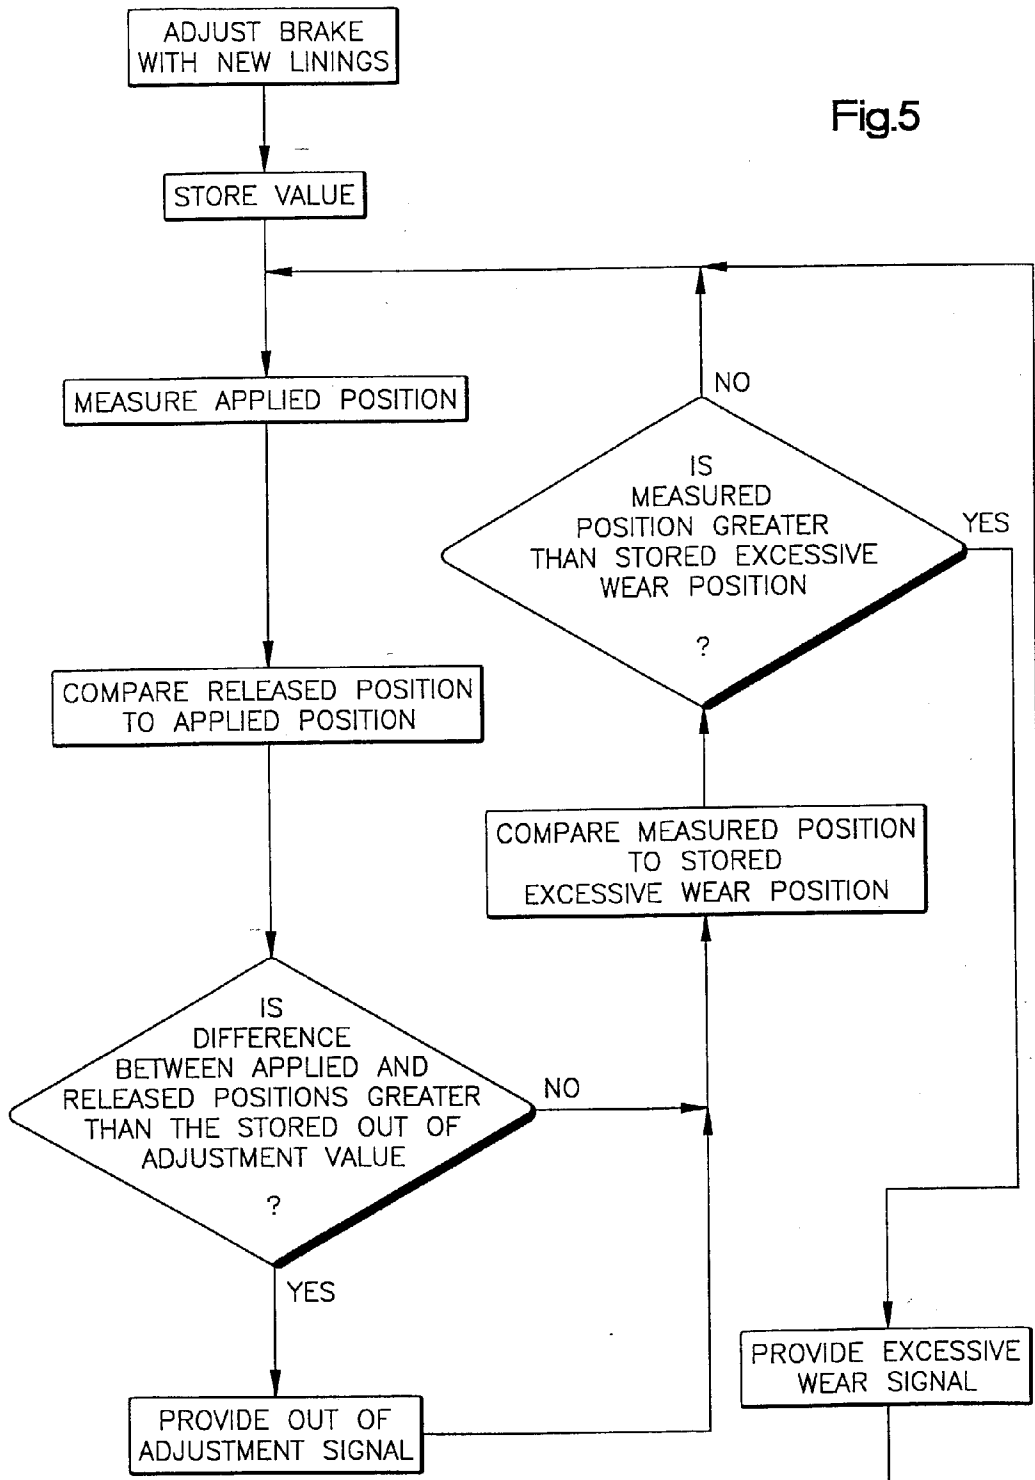 ADJUST BRAKE
WITH NEW LININGS
Fig.5
STORE VALUE
MEASURE APPLIED POSITION
COMPARE RELEASED POSITION
TO APPLIED POSITION
IS
DIFFERENCE
BETWEEN APPLIED AND
RELEASED POSITIONS GREATER
THAN THE STORED OUT OF
ADJUSTMENT VALUE
?
NO
YES
PROVIDE OUT OF
ADJUSTMENT SIGNAL
COMPARE MEASURED POSITION
TO STORED
EXCESSIVE WEAR POSITION
IS
MEASURED
POSITION GREATER
THAN STORED EXCESSIVE
WEAR POSITION
?
NO
YES
PROVIDE EXCESSIVE
WEAR SIGNAL